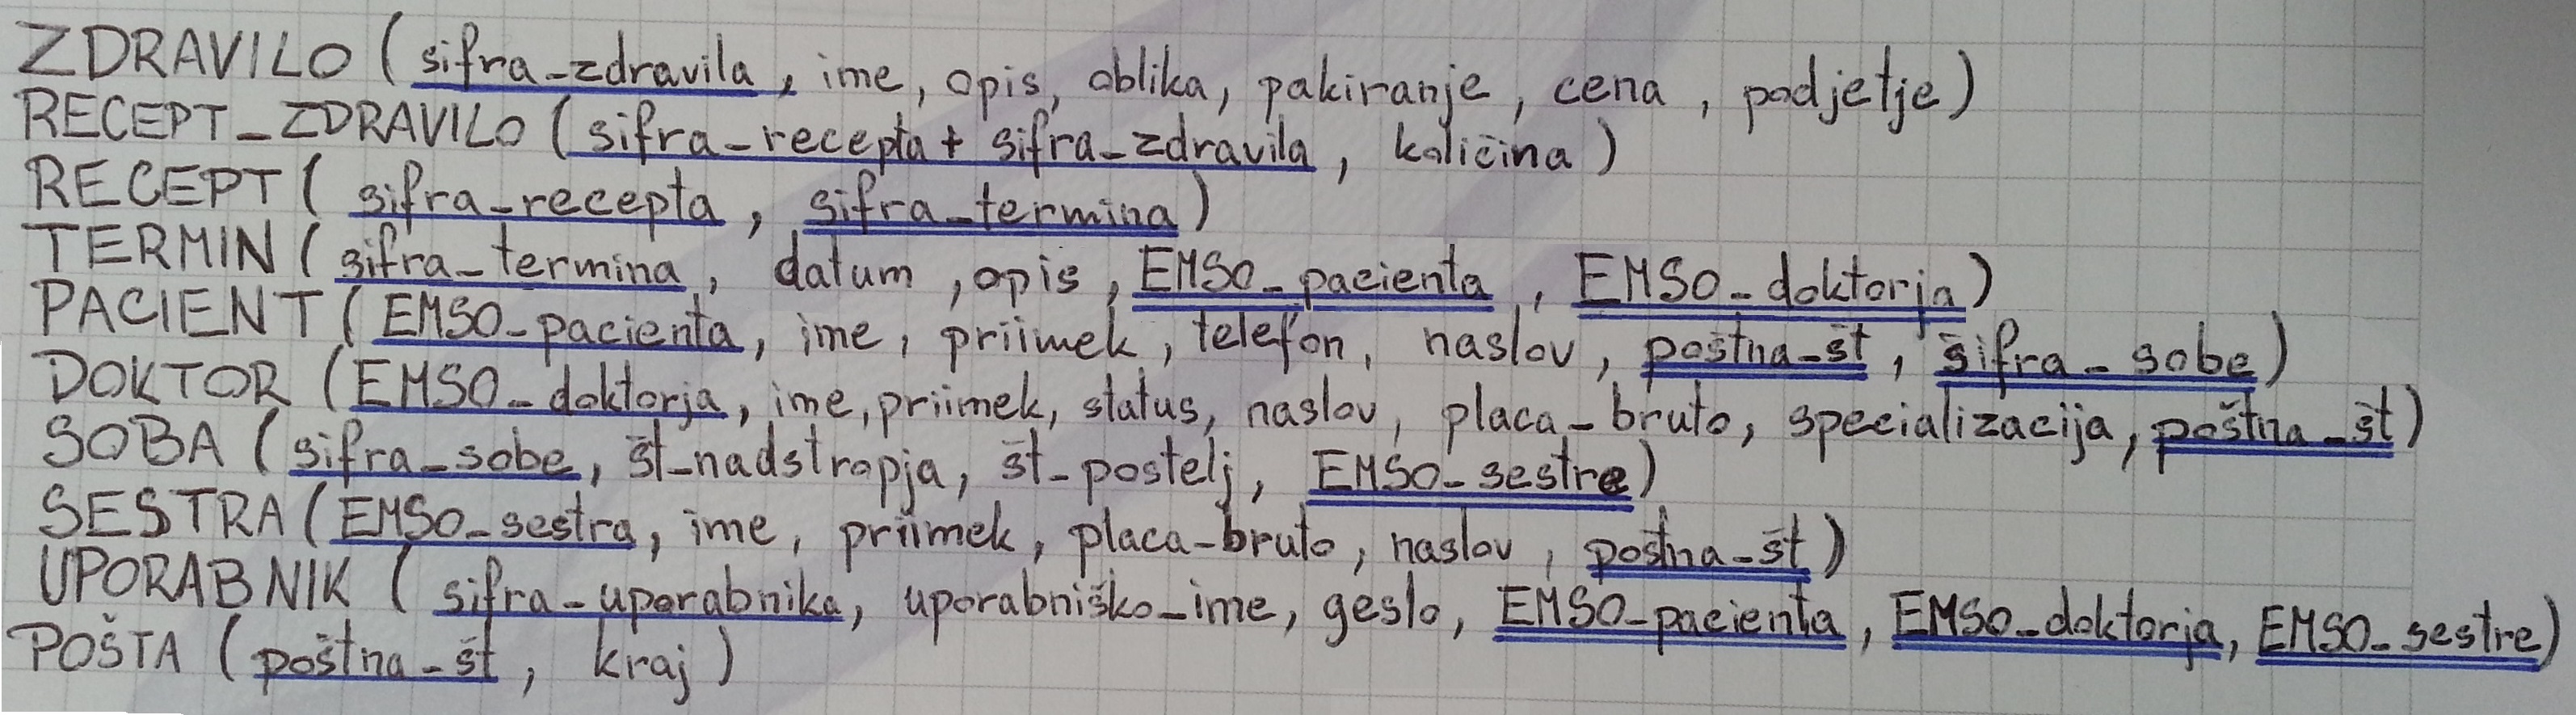 ZDRAVILO (sifra_zdravila, ime, opis, oblika, pakiranje, cena, podjetje)
RECEPT_ZDRAVILO (sifra_recepta + sifra_zdravila, količina)
RECEPT (sifra_recepta, sifra_termina)
TERMIN (sifra_termina, datum, opis, EMSO_pacienta, EMSO_doktorja)
PACIENT (EMSO_pacienta, ime, priimek, telefon, naslov, poštna_št, šifra_sobe)
DOKTOR (EMSO_doktorja, ime, priimek, status, naslov, placa_bruto, specializacija, poštna_št)
SOBA (sifra_sobe, št_nadstropja, št_postelj, EMSO_sestre)
SESTRA (EMSO_sestra, ime, priimek, placa_bruto, naslov, poštna_št)
UPORABNIK (sifra_uporabnika, uporabniško_ime, geslo, EMSO_pacienta, EMSO_doktorja, EMSO_sestre)
POŠTA (poštna_št, kraj)